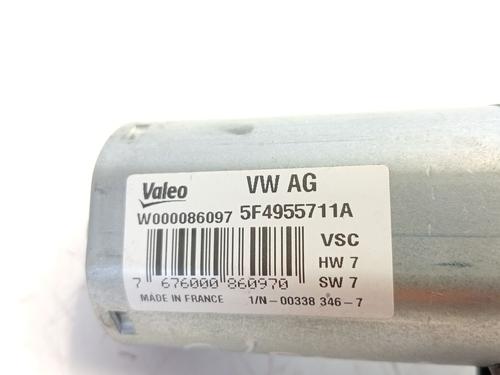 Valeo VW AG
W000086097 5F4955711A
VSC
HW 7
7 676000 860970 SW 7
MADE IN FRANCE 1/N-00338 346-7